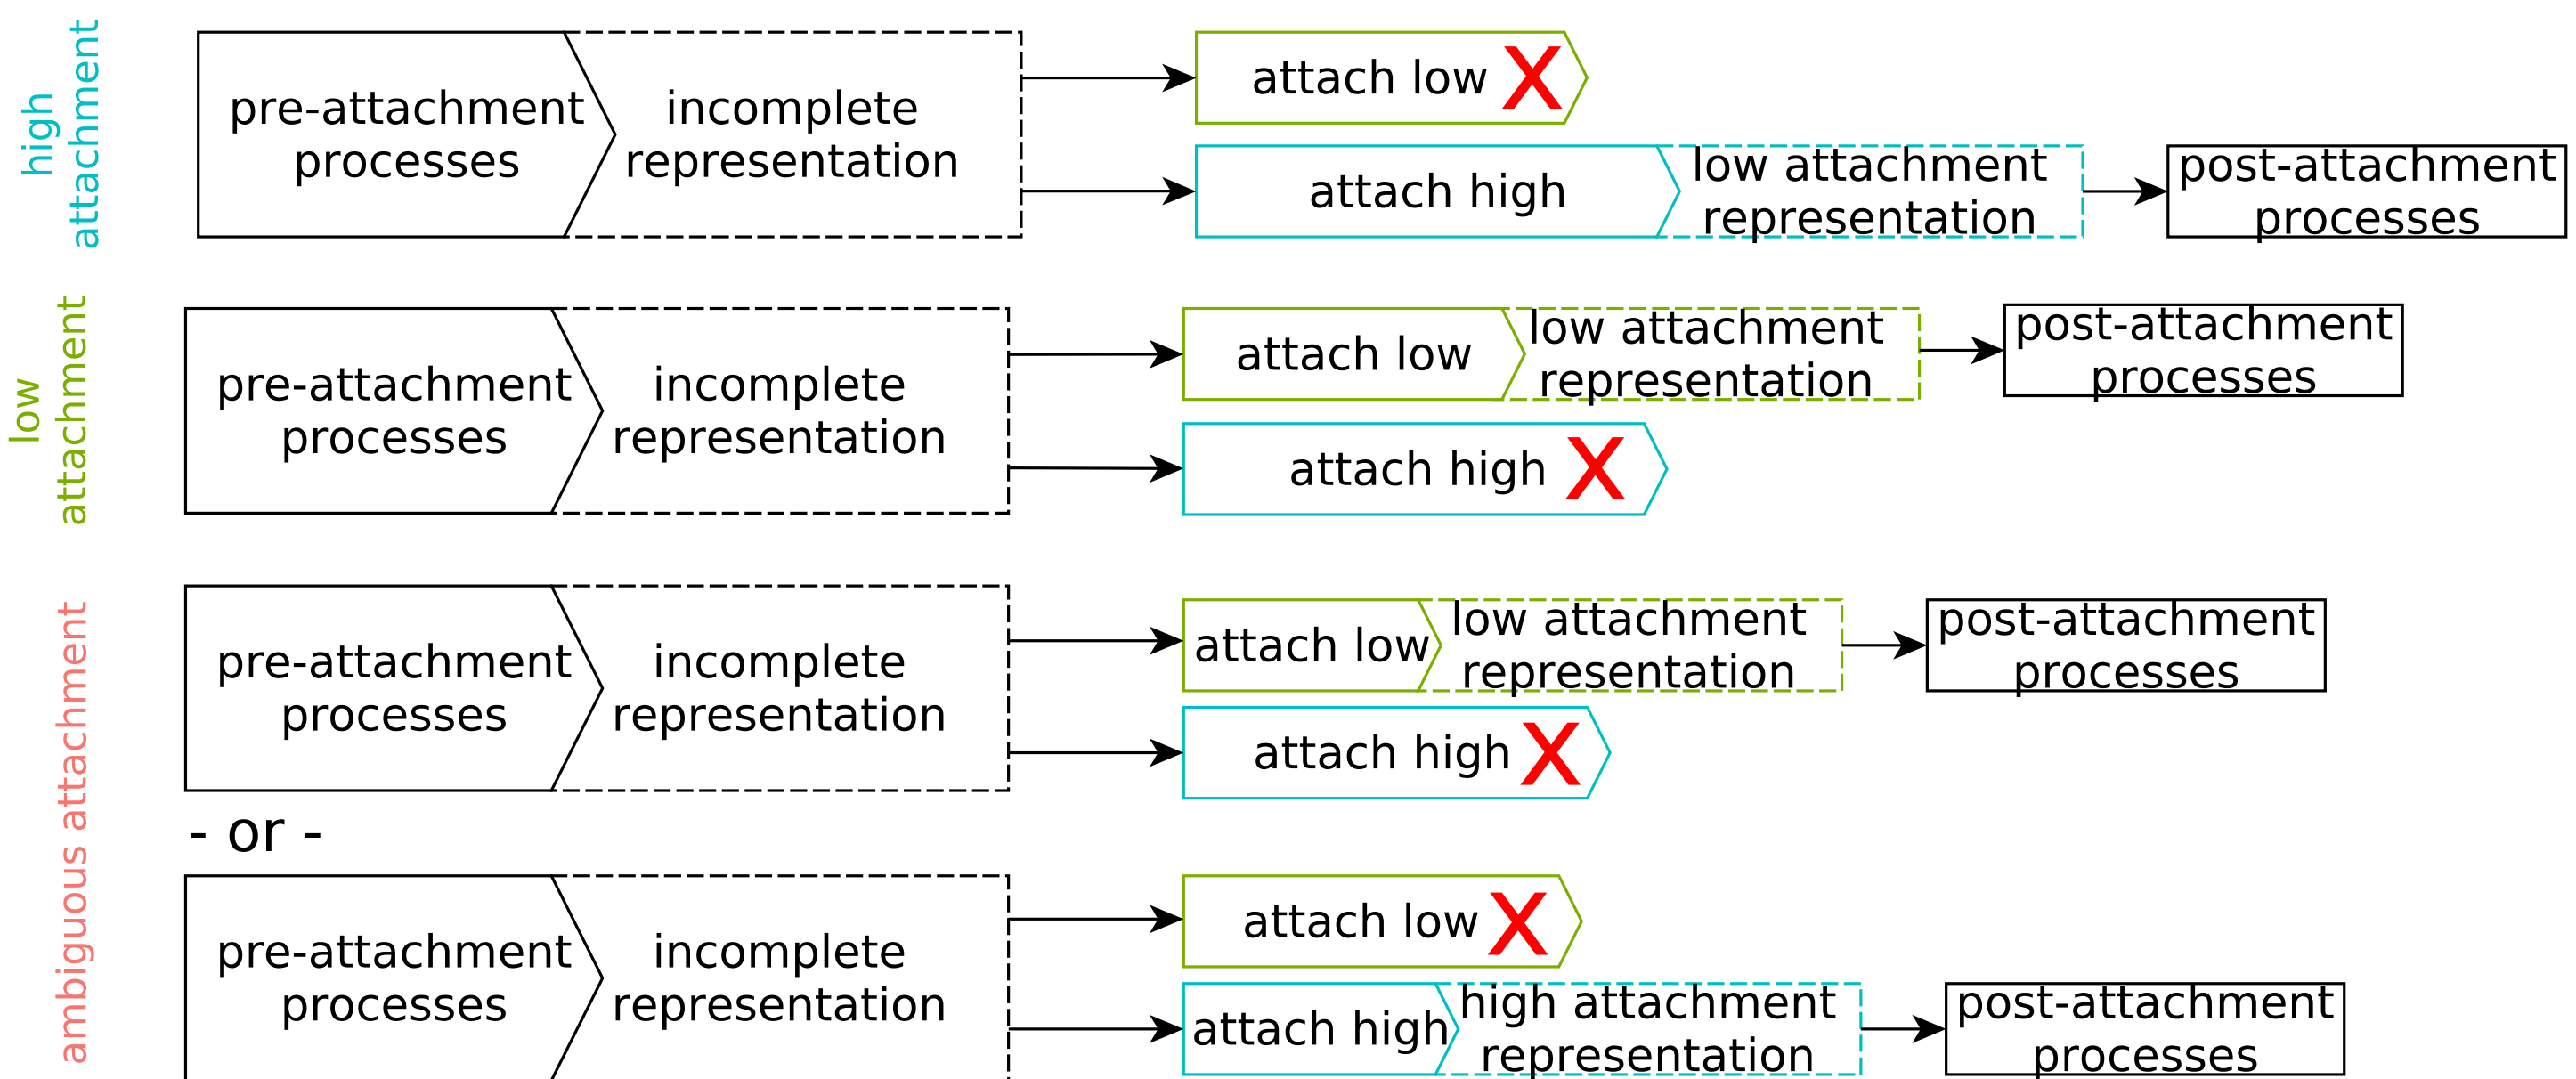 high
attachment
pre-attachment
processes
incomplete
representation
attach low X
attach high
low attachment
representation
post-attachment
processes
low
attachment
pre-attachment
processes
incomplete
representation
attach low
low attachment
representation
post-attachment
processes
attach high X
ambiguous attachment
pre-attachment
processes
incomplete
representation
attach low
low attachment
representation
post-attachment
processes
attach high X
- or -
pre-attachment
processes
incomplete
representation
attach low X
attach high
high attachment
representation
post-attachment
processes